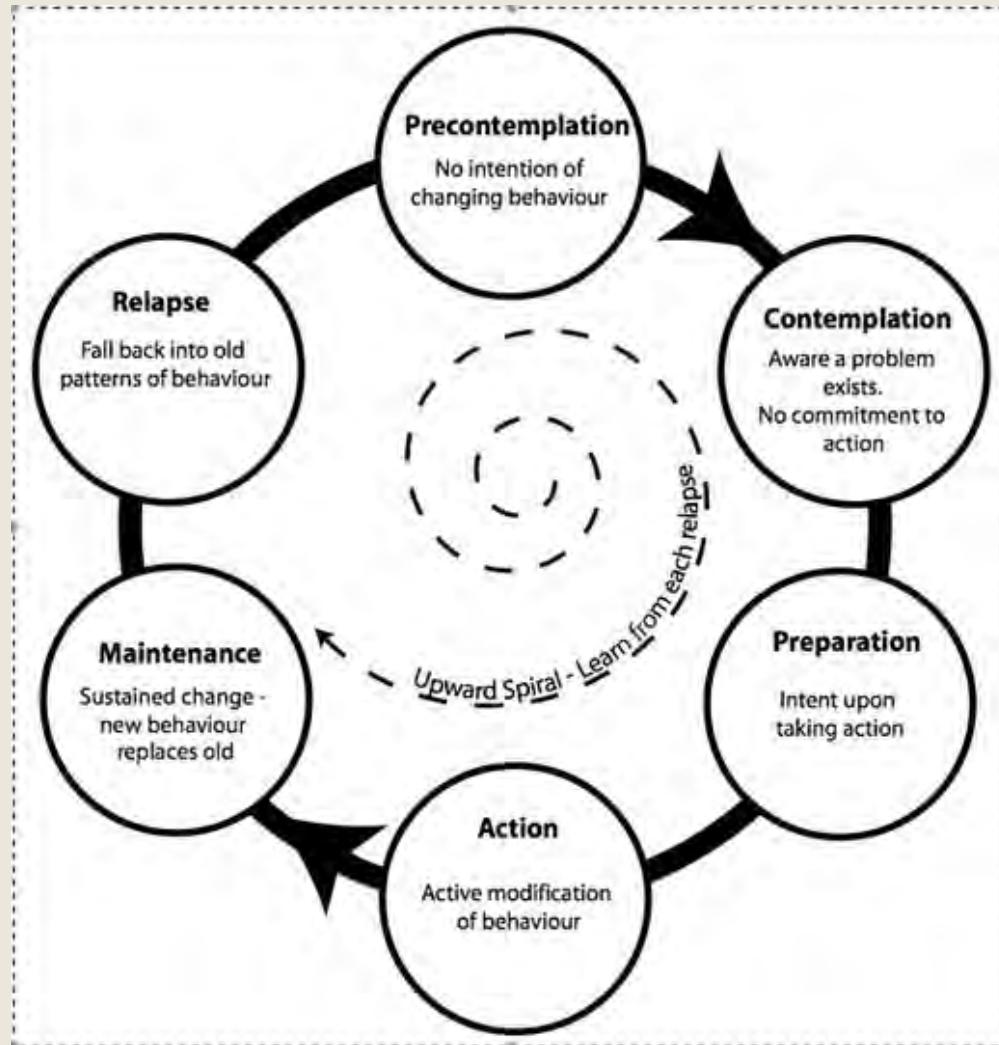 Precontemplation
No intention of
changing behaviour
Contemplation
Aware a problem
exists.
No commitment to
action
Preparation
Intent upon
taking action
Action
Active modification
of behaviour
Maintenance
Sustained change -
new behaviour
replaces old
Relapse
Fall back into old
patterns of behaviour
Upward Spiral - Learn from each relapse